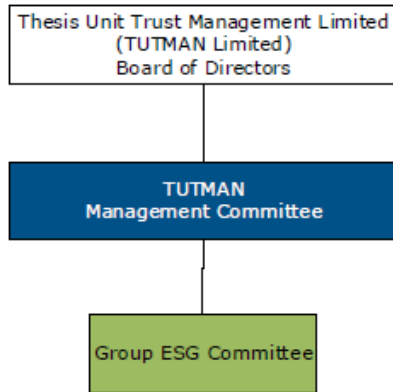 Thesis Unit Trust Management Limited
(TUTMAN Limited)
Board of Directors
TUTMAN
Management Committee
Group ESG Committee